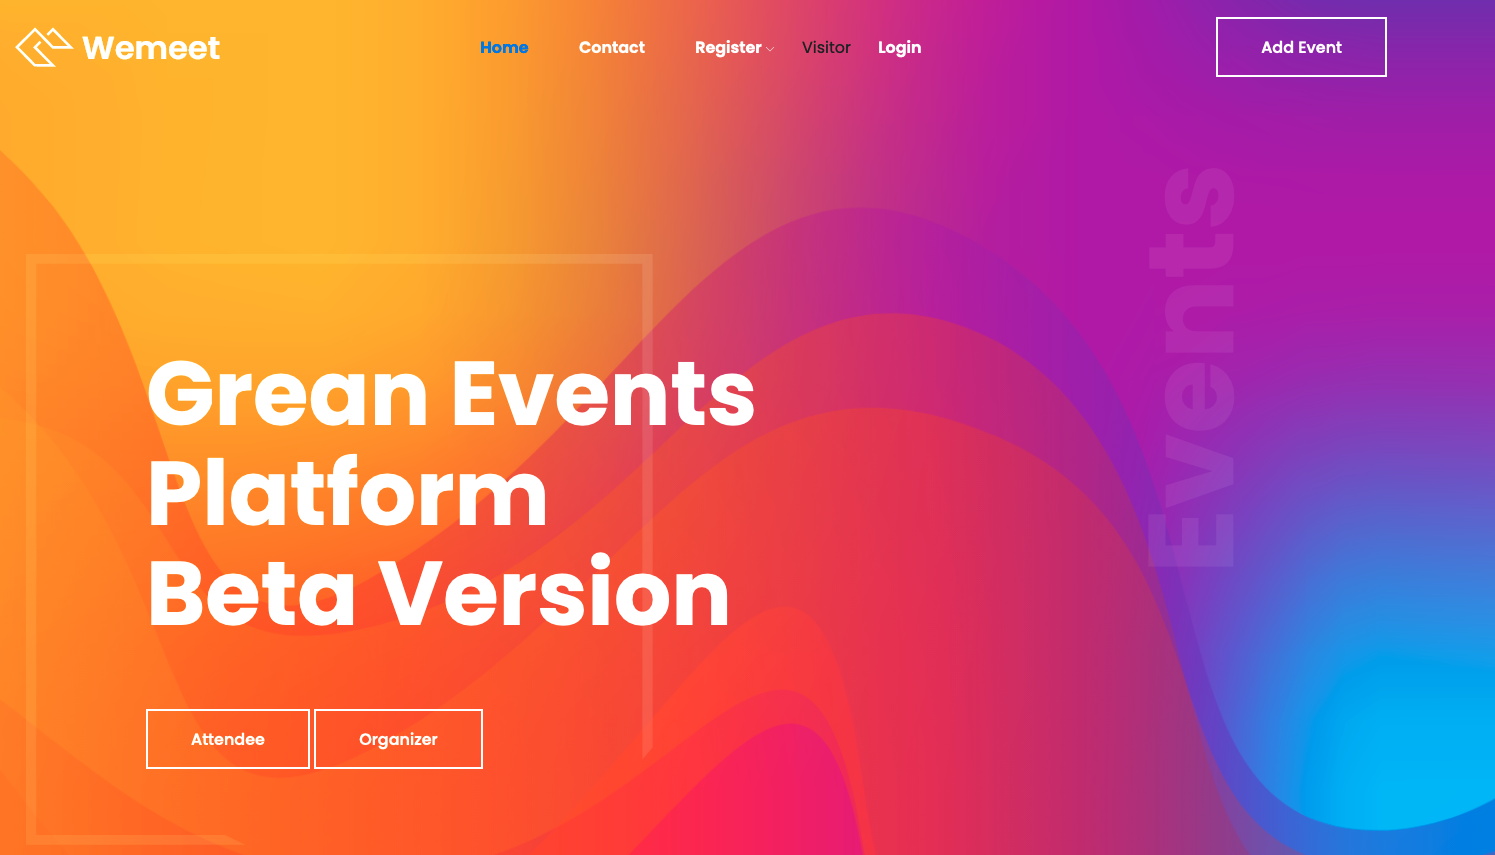 Wemeet
Home Contact Register Visitor Login
Add Event
Events
Grean Events
Platform
Beta Version
Attendee Organizer